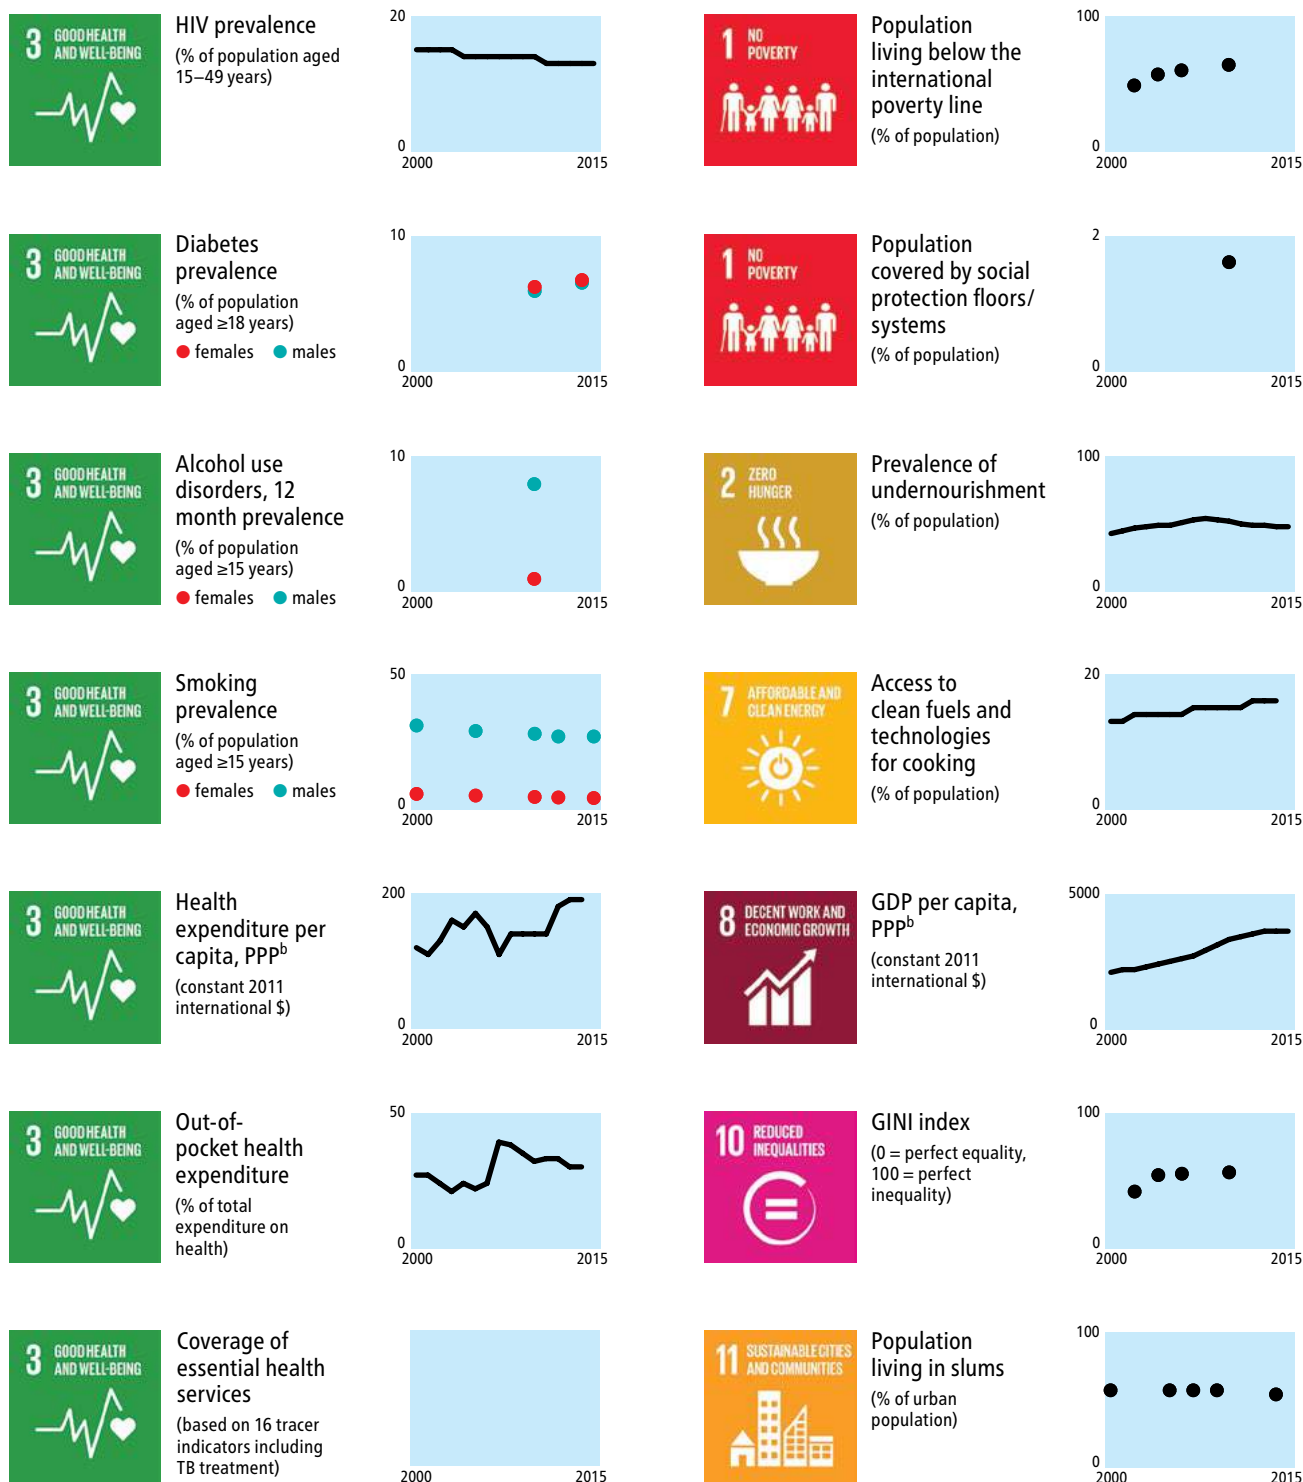 3 GOOD HEALTH
AND WELL-BEING
HIV prevalence
(% of population aged
15–49 years)
20
0
2000 2015
3 GOOD HEALTH
AND WELL-BEING
Diabetes
prevalence
(% of population
aged ≥18 years)
females males
10
0
2000 2015
3 GOOD HEALTH
AND WELL-BEING
Alcohol use
disorders, 12
month prevalence
(% of population
aged ≥15 years)
females males
10
0
2000 2015
3 GOOD HEALTH
AND WELL-BEING
Smoking
prevalence
(% of population
aged ≥15 years)
females males
50
0
2000 2015
3 GOOD HEALTH
AND WELL-BEING
Health
expenditure per
capita, PPPb
(constant 2011
international $)
200
0
2000 2015
3 GOOD HEALTH
AND WELL-BEING
Out-of-
pocket health
expenditure
(% of total
expenditure on
health)
50
0
2000 2015
3 GOOD HEALTH
AND WELL-BEING
Coverage of
essential health
services
(based on 16 tracer
indicators including
TB treatment)
2000 2015
1 NO
POVERTY
Population
living below the
international
poverty line
(% of population)
100
0
2000 2015
1 NO
POVERTY
Population
covered by social
protection floors/
systems
(% of population)
2
0
2000 2015
2 ZERO
HUNGER
Prevalence of
undernourishment
(% of population)
100
0
2000 2015
7 AFFORDABLE AND
CLEAN ENERGY
Access to
clean fuels and
technologies
for cooking
(% of population)
20
0
2000 2015
8 DECENT WORK AND
ECONOMIC GROWTH
GDP per capita,
PPPb
(constant 2011
international $)
5000
0
2000 2015
10 REDUCED
INEQUALITIES
GINI index
(0 = perfect equality,
100 = perfect
inequality)
100
0
2000 2015
11 SUSTAINABLE CITIES
AND COMMUNITIES
Population
living in slums
(% of urban
population)
100
0
2000 2015